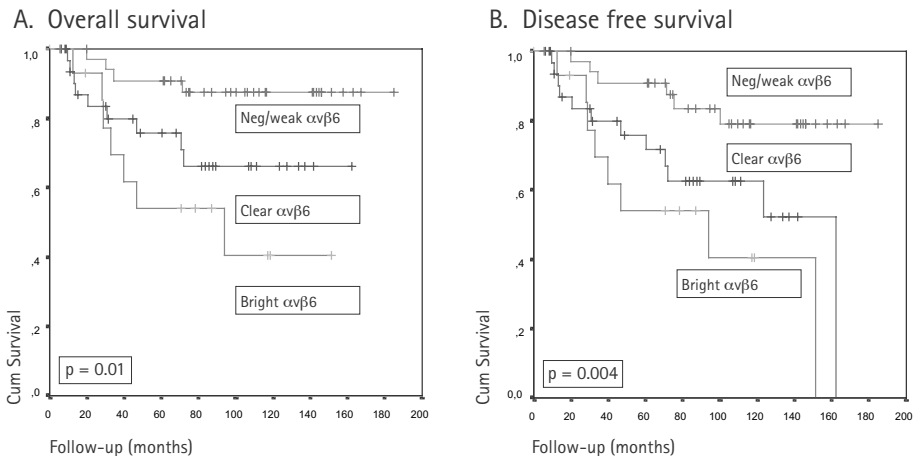 A. Overall survival
1,0
,8
,6
,4
,2
,0
Cum Survival
Neg/weak αvβ6
Clear αvβ6
Bright αvβ6
p = 0.01
0 20 40 60 80 100 120 140 160 180 200
Follow-up (months)
B. Disease free survival
1,0
,8
,6
,4
,2
0,0
Cum Survival
Neg/weak αvβ6
Clear αvβ6
Bright αvβ6
p = 0.004
0 20 40 60 80 100 120 140 160 180 200
Follow-up (months)